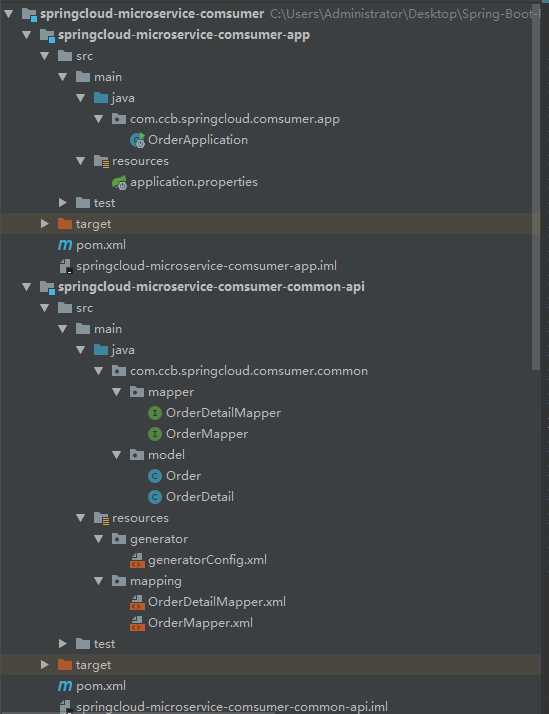 springcloud-microservice-comsumer C:\Users\Administrator\Desktop\Spring-Boot-
springcloud-microservice-comsumer-app
src
main
java
com.ccb.springcloud.comsumer.app
OrderApplication
resources
application.properties
test
target
pom.xml
springcloud-microservice-comsumer-app.iml
springcloud-microservice-comsumer-common-api
src
main
java
com.ccb.springcloud.comsumer.common
mapper
OrderDetailMapper
OrderMapper
model
Order
OrderDetail
resources
generator
generatorConfig.xml
mapping
OrderDetailMapper.xml
OrderMapper.xml
test
target
pom.xml
springcloud-microservice-comsumer-common-api.iml